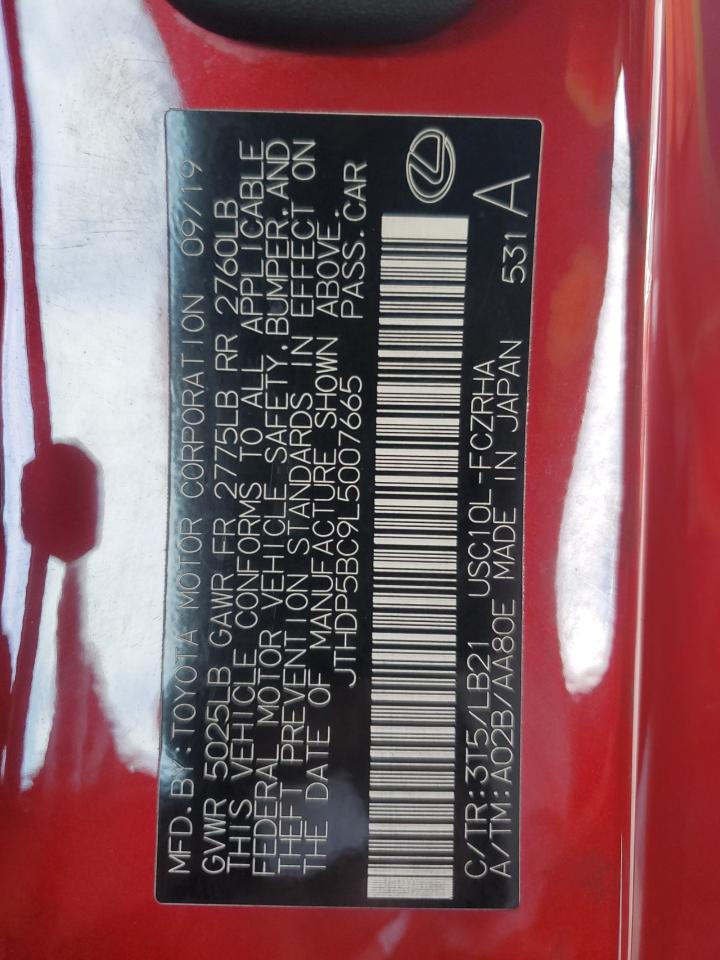 MFD. BY: TOYOTA MOTOR CORPORATION 09/19
GVWR 5025LB GAWR FR 2775LB RR 2760LB
THIS VEHICLE CONFORMS TO ALL APPLICABLE
FEDERAL MOTOR VEHICLE SAFETY, BUMPER, AND
THEFT PREVENTION STANDARDS IN EFFECT ON
THE DATE OF MANUFACTURE SHOWN ABOVE.
JTHDP5BC9L5007665 PASS. CAR
C/TR: 3T5/LB21 USC10L-FCZRHA
A/TM: A02B/AA80E MADE IN JAPAN 531 A